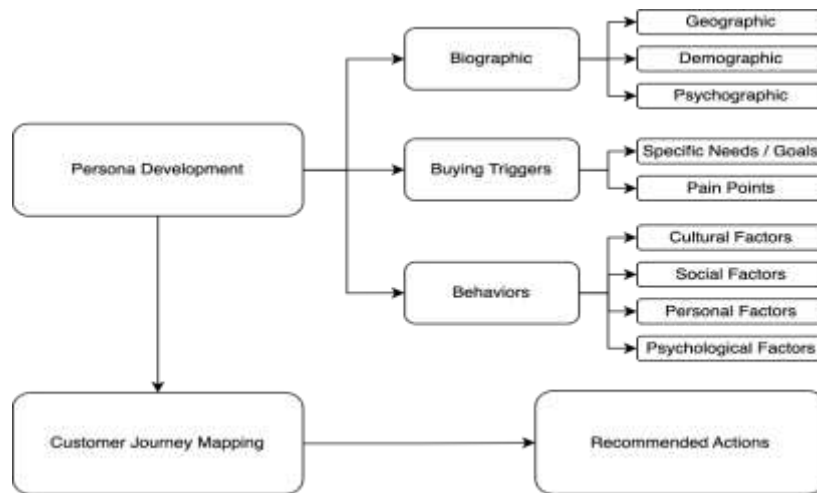 Geographic
Biographic
Demographic
Psychographic
Persona Development
Buying Triggers
Specific Needs / Goals
Pain Points
Behaviors
Cultural Factors
Social Factors
Personal Factors
Psychological Factors
Customer Journey Mapping
Recommended Actions